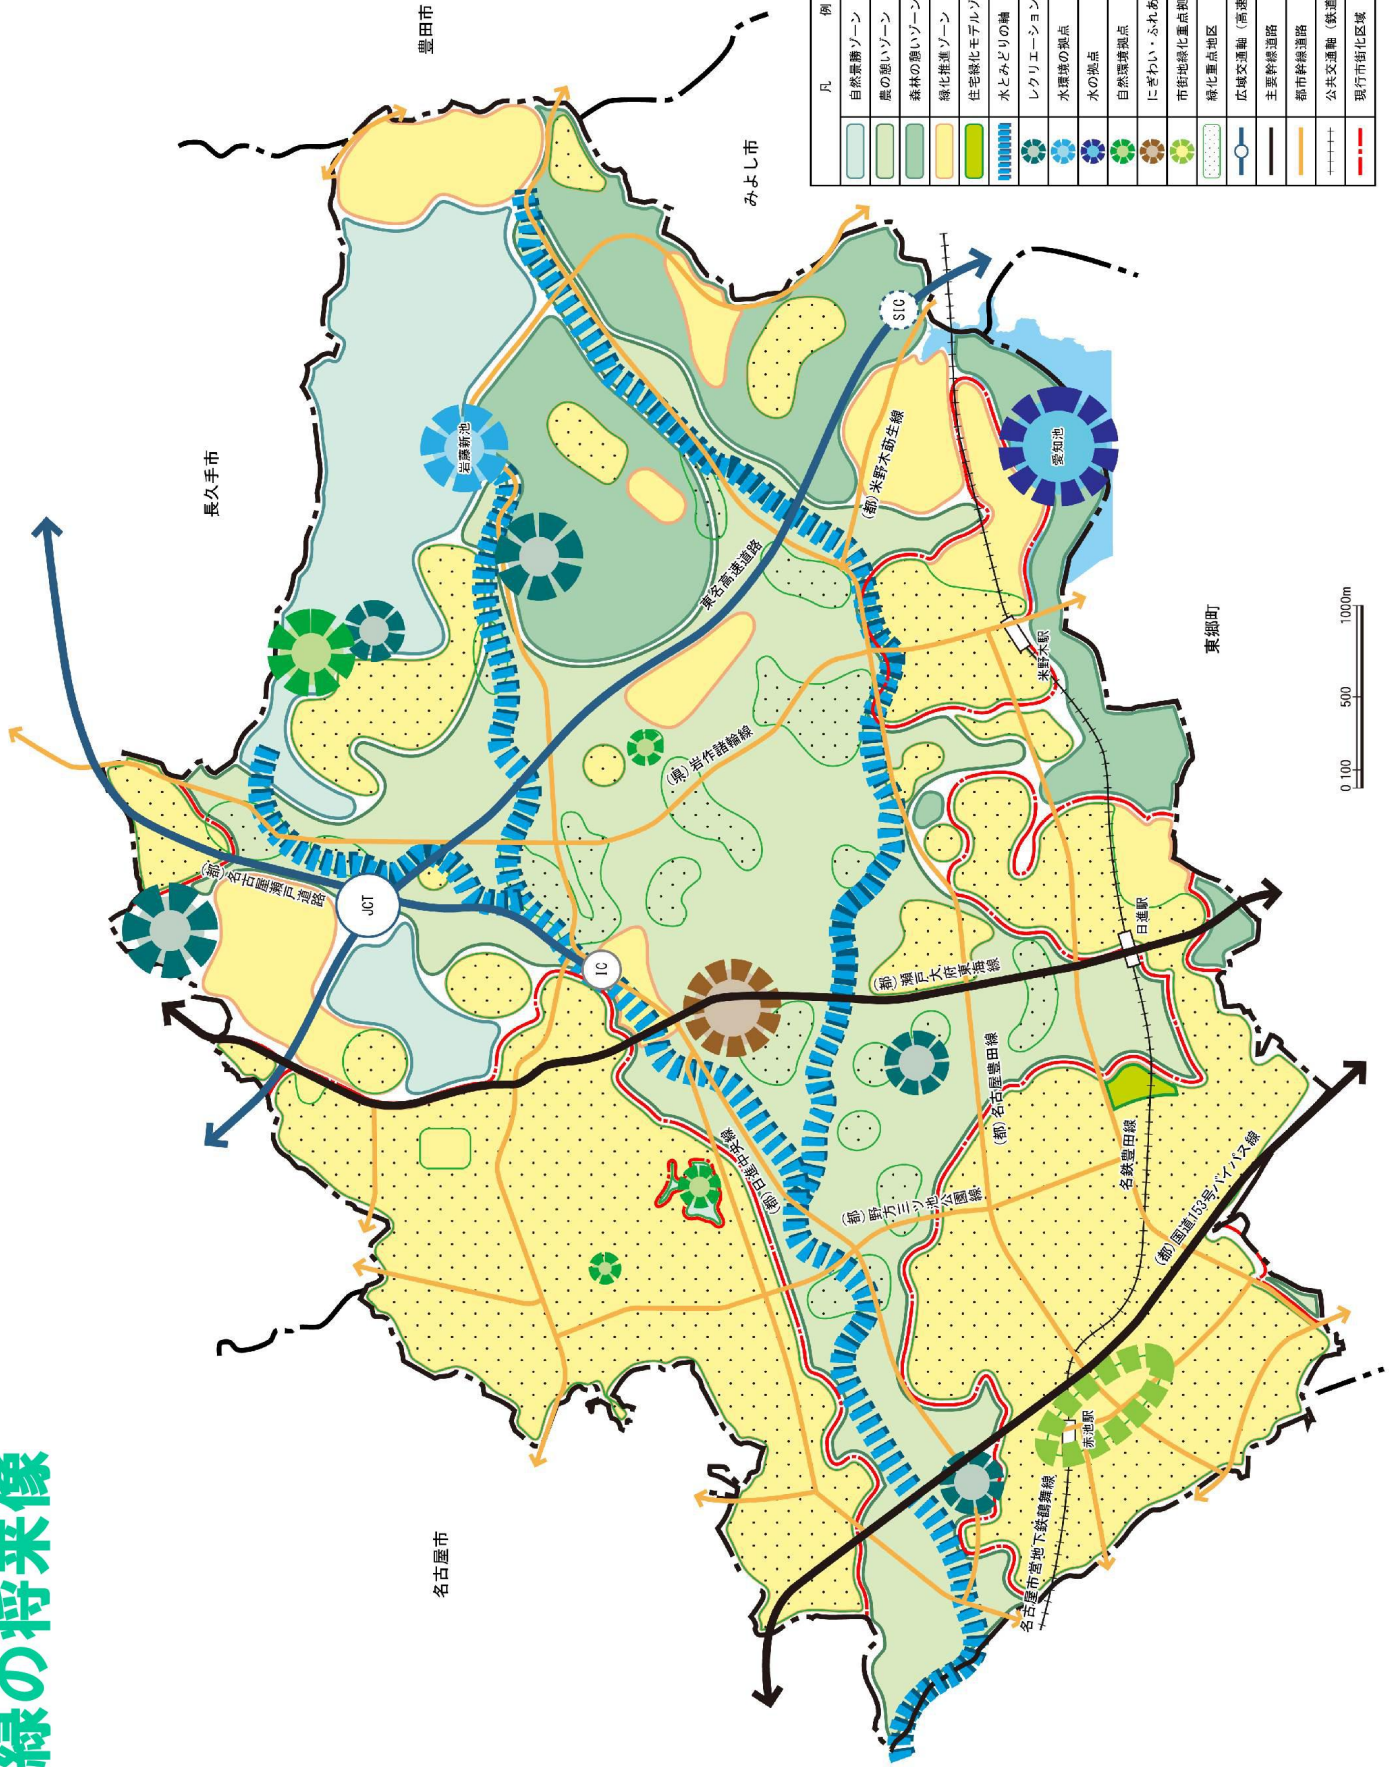 緑の将来像
豊田市
みよし市
長久手市
名古屋市
東郷町
凡例
自然景勝ゾーン
農の憩いゾーン
森林の憩いゾーン
緑化推進ゾーン
住宅緑化モデルゾ
水とみどりの軸
レクリエーション
水環境の拠点
水の拠点
自然環境拠点
にぎわい・ふれあ
市街地緑化重点拠
緑化重点地区
広域交通軸（高速
主要幹線道路
都市幹線道路
公共交通軸（鉄道
現行市街化区域
岩藤新池
愛知池
SIC
JCT
IC
(都)名古屋瀬戸道路
東名高速道路
(都)米野木莇生線
(県)岩作諸輪線
米野木駅
日進駅
(都)瀬戸大府東海線
(都)名古屋豊田線
(都)日進中央線
(都)野方三ツ池公園線
名鉄豊田線
(都)国道153号バイパス線
赤池駅
名古屋市営地下鉄鶴舞線
0 100 500 1000m